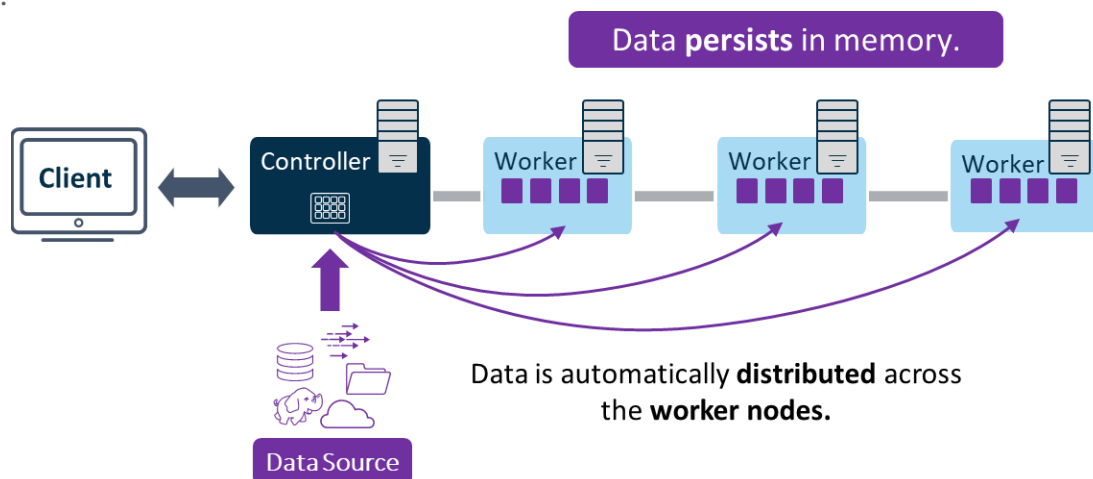 Data persists in memory.
Client
Controller
Worker
Worker
Worker
Data is automatically distributed across
the worker nodes.
Data Source